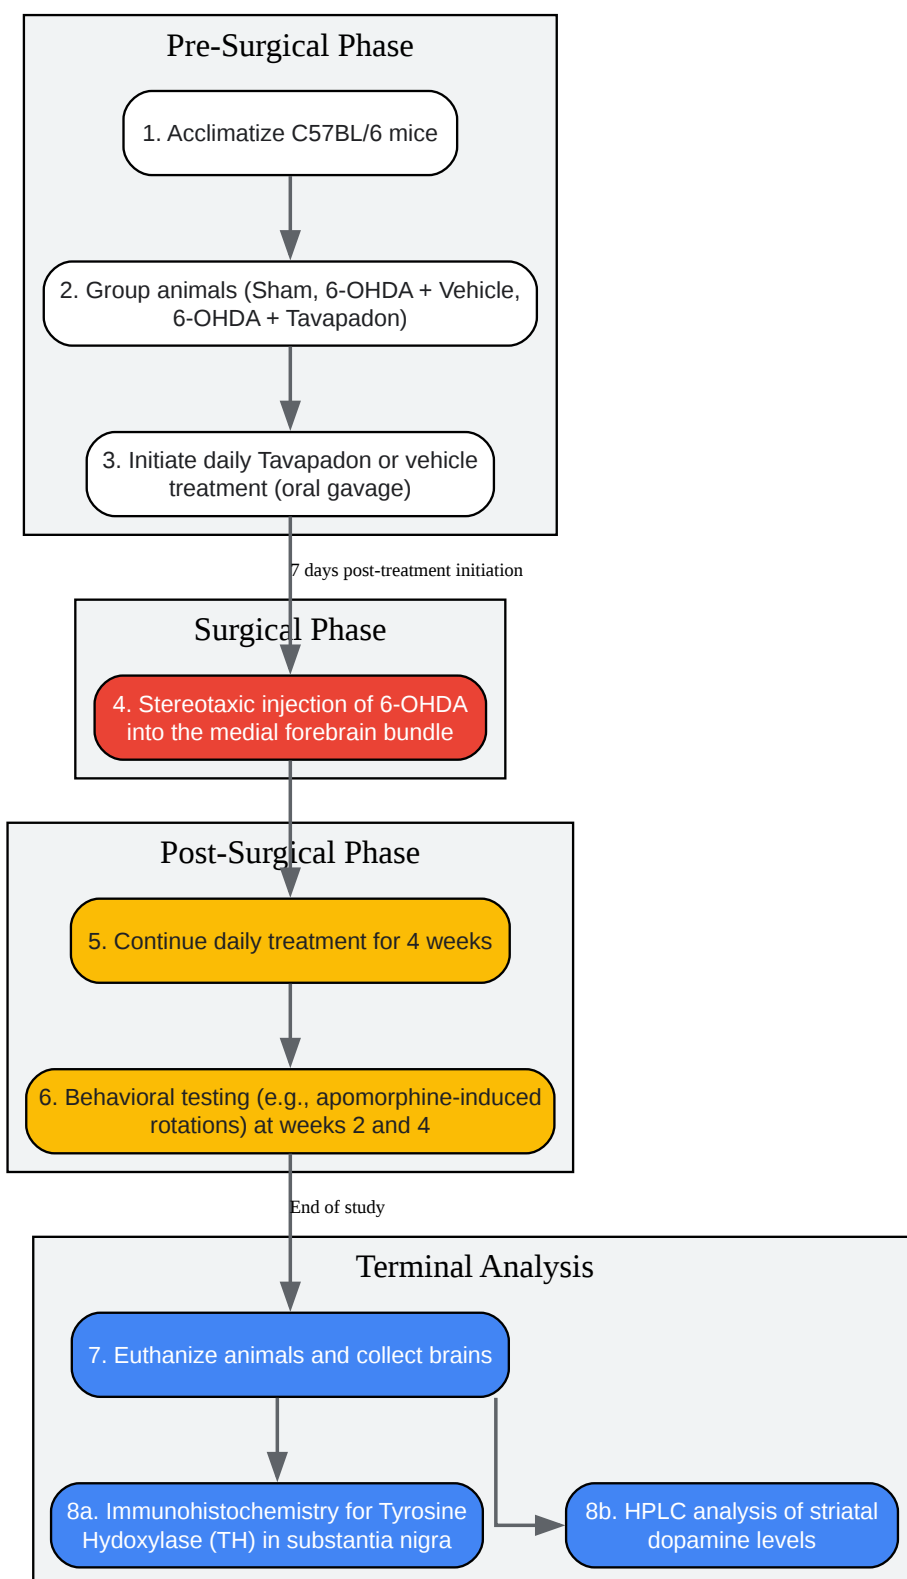 Pre-Surgical Phase
1. Acclimatize C57BL/6 mice
2. Group animals (Sham, 6-OHDA + Vehicle,
6-OHDA + Tavapadon)
3. Initiate daily Tavapadon or vehicle
treatment (oral gavage)
7 days post-treatment initiation
Surgical Phase
4. Stereotaxic injection of 6-OHDA
into the medial forebrain bundle
Post-Surgical Phase
5. Continue daily treatment for 4 weeks
6. Behavioral testing (e.g., apomorphine-induced
rotations) at weeks 2 and 4
End of study
Terminal Analysis
7. Euthanize animals and collect brains
8a. Immunohistochemistry for Tyrosine
Hydoxylase (TH) in substantia nigra
8b. HPLC analysis of striatal
dopamine levels